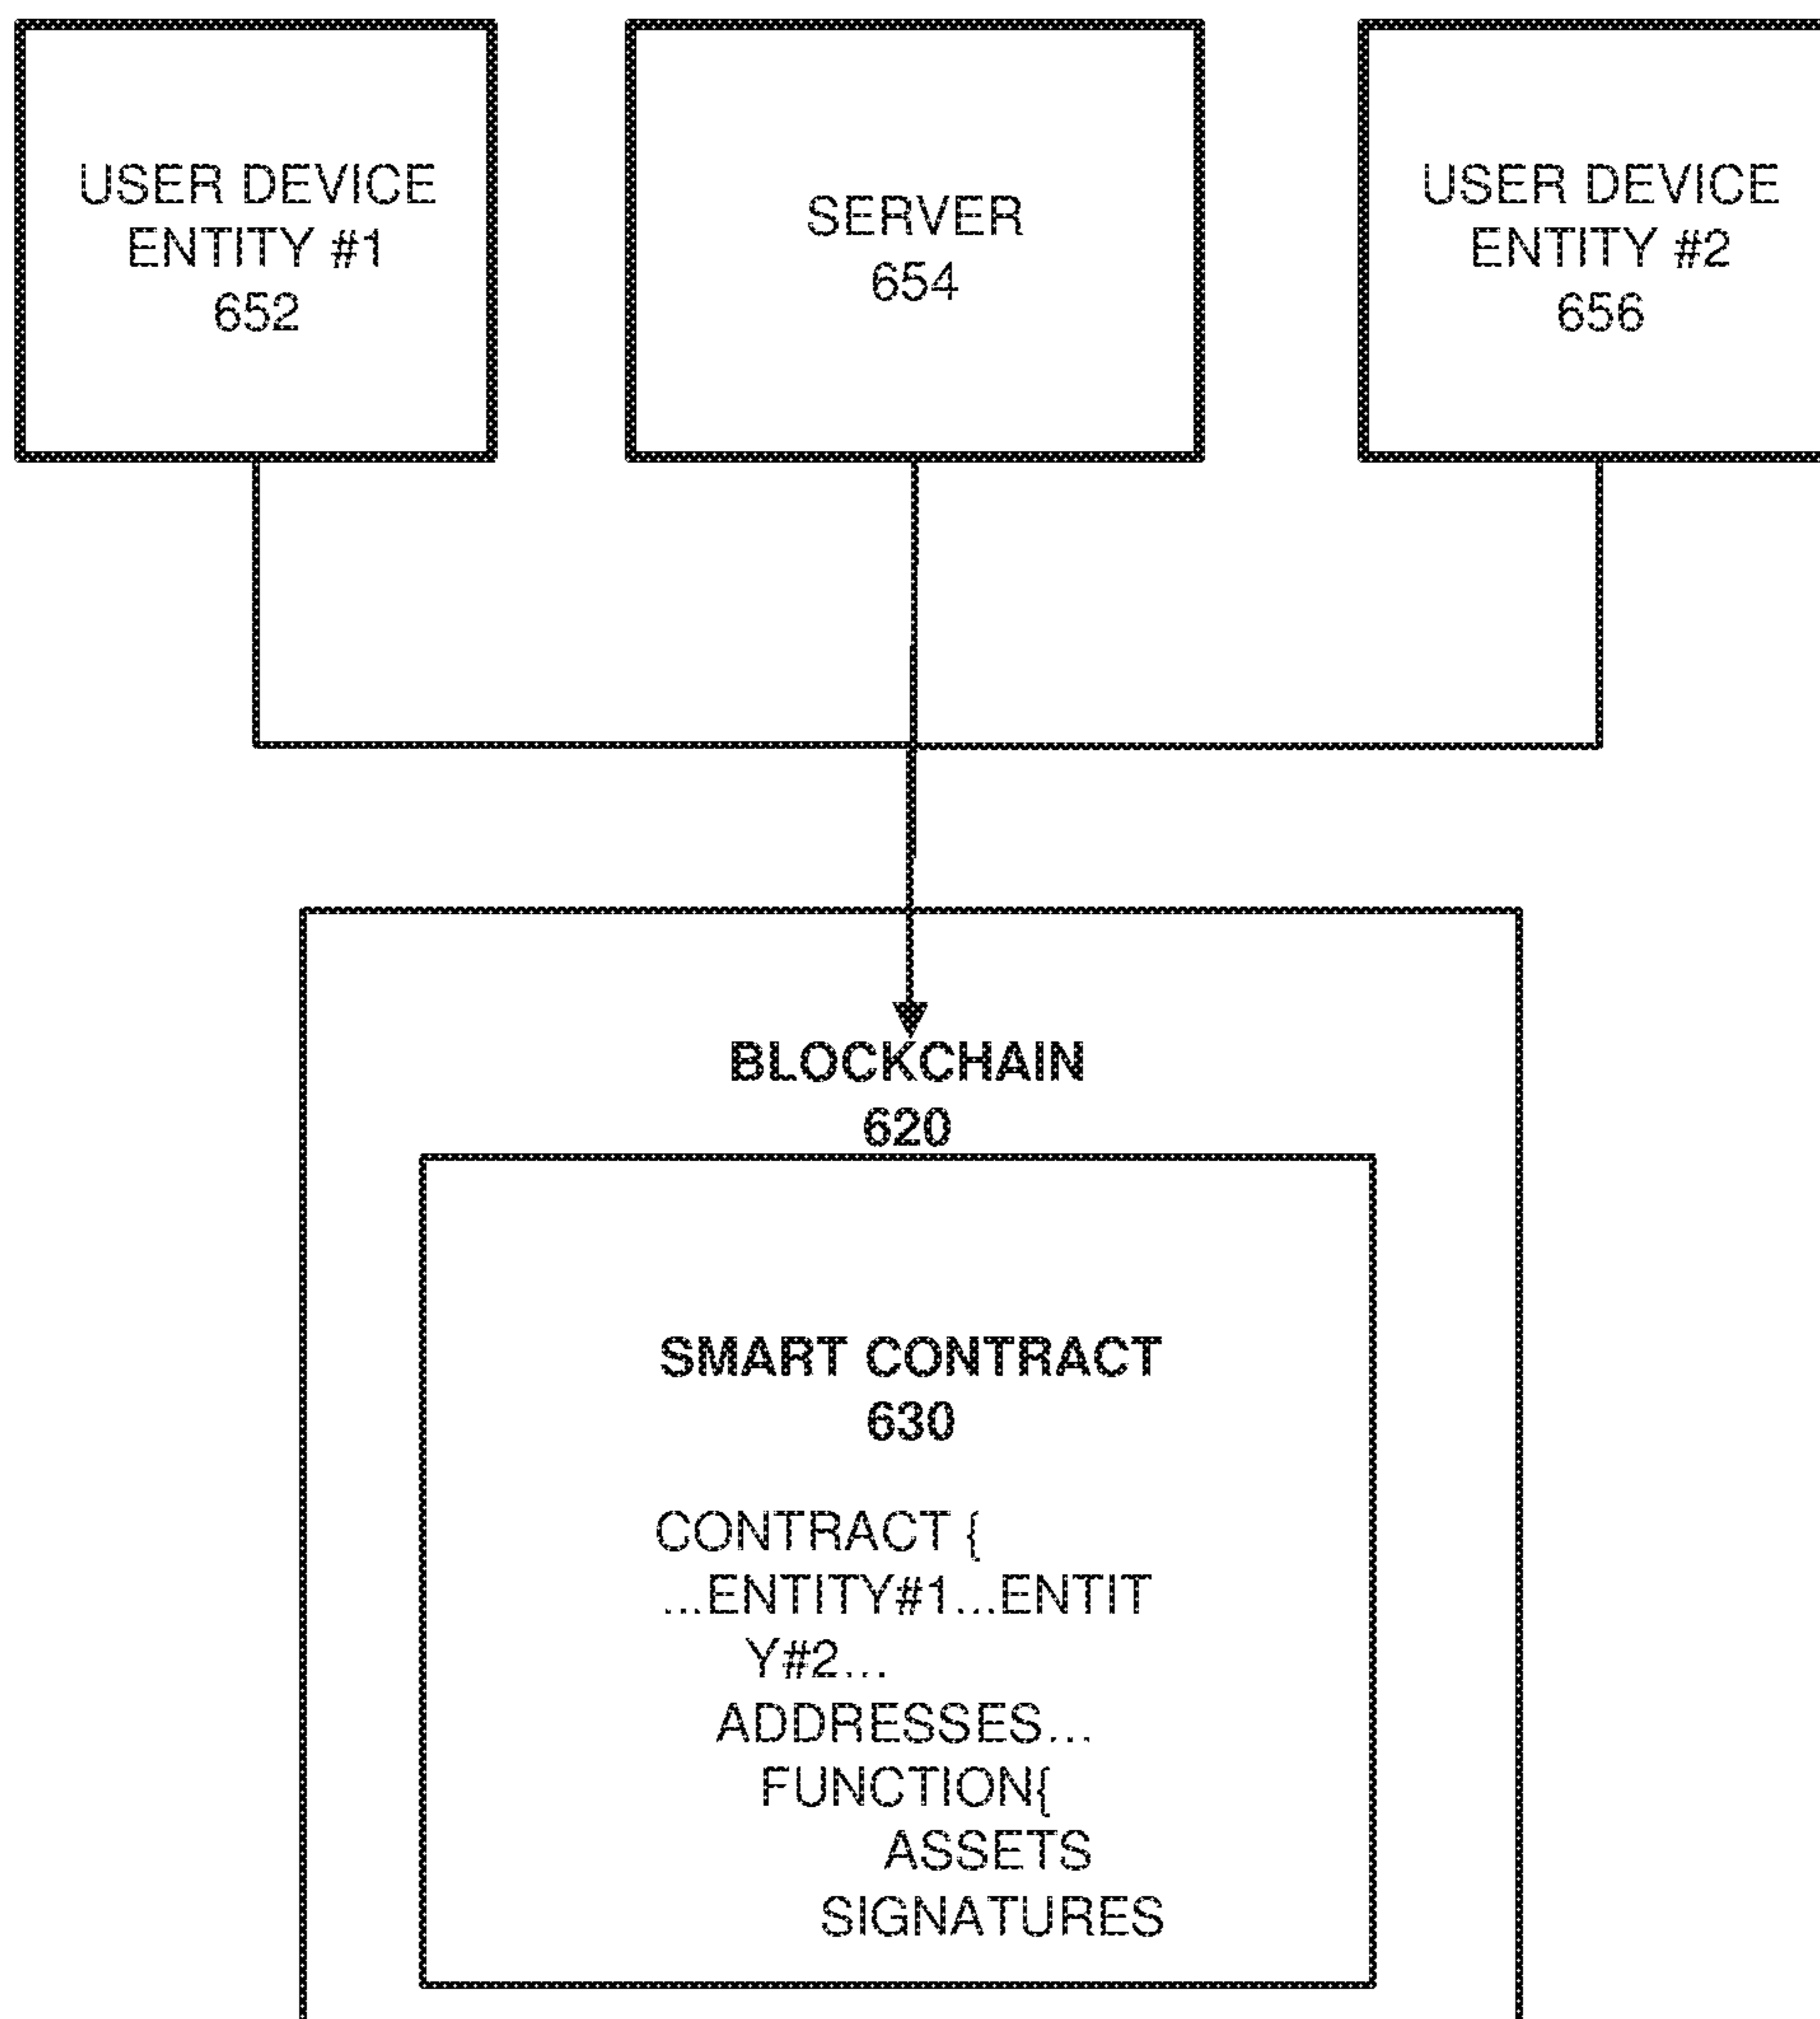 USER DEVICE
ENTITY #1
652
SERVER
654
USER DEVICE
ENTITY #2
656
BLOCKCHAIN
620
SMART CONTRACT
630
CONTRACT {
...ENTITY#1...ENTIT
Y#2...
ADDRESSES...
FUNCTION{
ASSETS
SIGNATURES